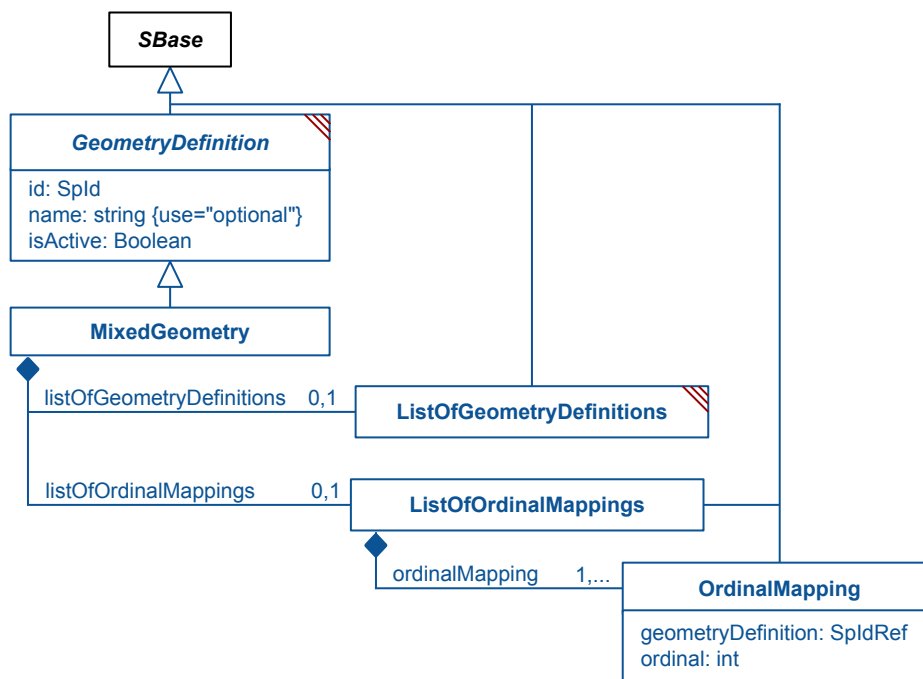 SBase
GeometryDefinition
id: SpId
name: string {use="optional"}
isActive: Boolean
MixedGeometry
listOfGeometryDefinitions 0,1
ListOfGeometryDefinitions
listOfOrdinalMappings 0,1
ListOfOrdinalMappings
ordinalMapping 1,...
OrdinalMapping
geometryDefinition: SpIdRef
ordinal: int